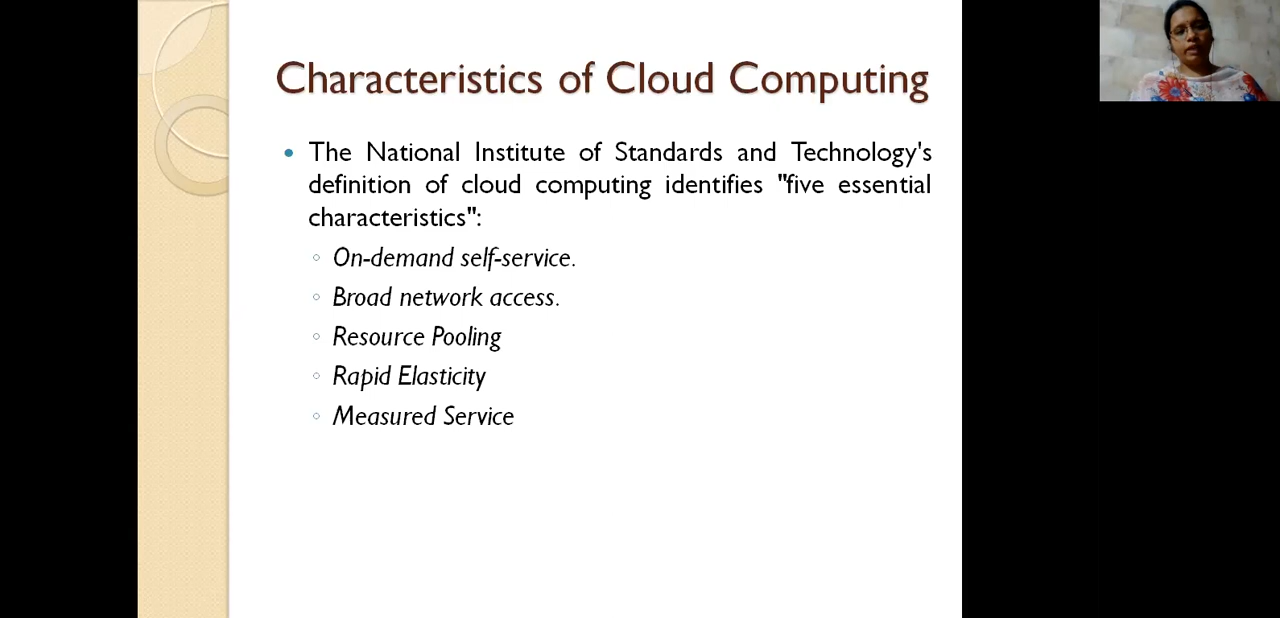 Characteristics of Cloud Computing
The National Institute of Standards and Technology's
definition of cloud computing identifies "five essential
characteristics":
On-demand self-service.
Broad network access.
Resource Pooling
Rapid Elasticity
Measured Service